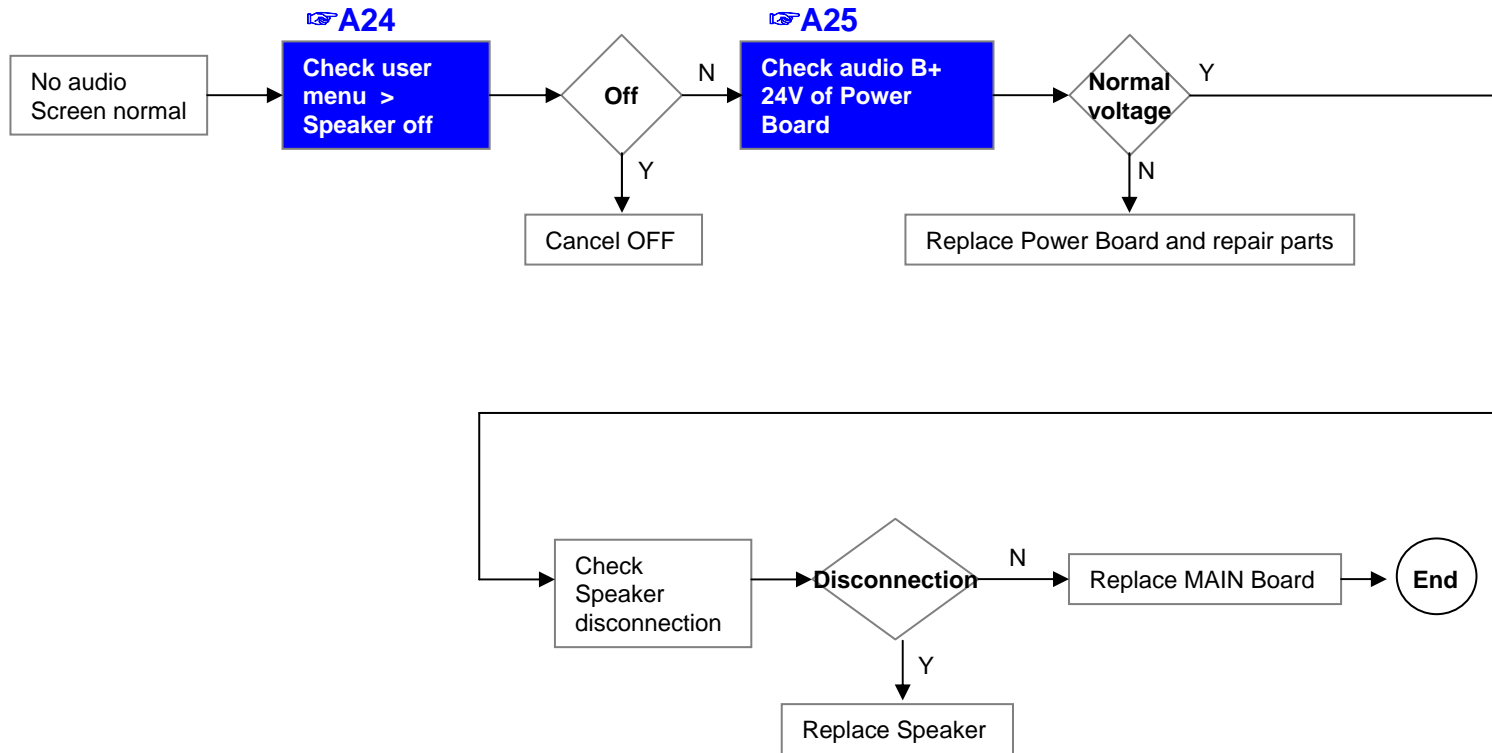 ☞A24
☞A25
No audio
Screen normal
Check user
menu >
Speaker off
Off
N
Check audio B+
24V of Power
Board
Normal
voltage
Y
Y
N
Cancel OFF
Replace Power Board and repair parts
Check
Speaker
disconnection
Disconnection
N
Replace MAIN Board
End
Y
Replace Speaker